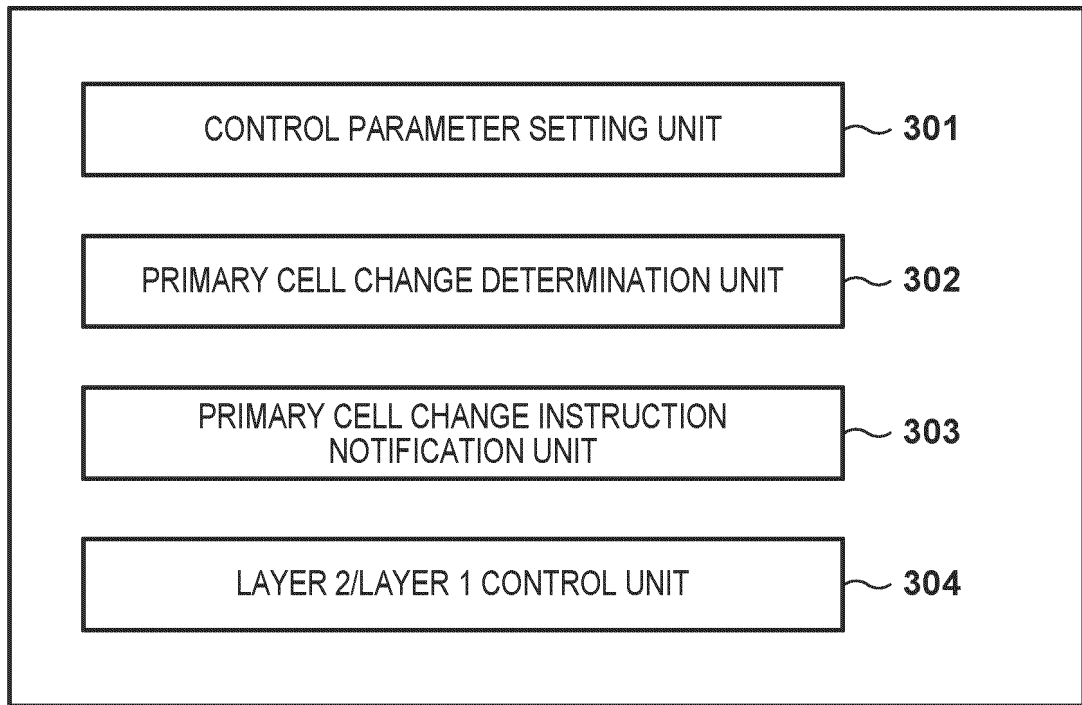 CONTROL PARAMETER SETTING UNIT 301
PRIMARY CELL CHANGE DETERMINATION UNIT 302
PRIMARY CELL CHANGE INSTRUCTION
NOTIFICATION UNIT 303
LAYER 2/LAYER 1 CONTROL UNIT 304